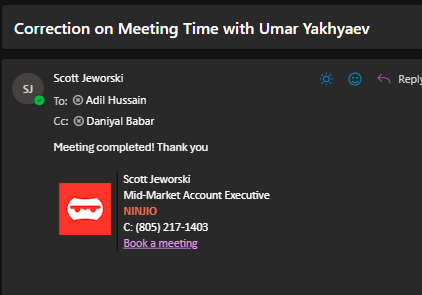 Correction on Meeting Time with Umar Yakhyaev
Scott Jeworski
SJ
Reply
To: Adil Hussain
Cc: Daniyal Babar
Meeting completed! Thank you
Scott Jeworski
Mid-Market Account Executive
NINJIO
C: (805) 217-1403
Book a meeting